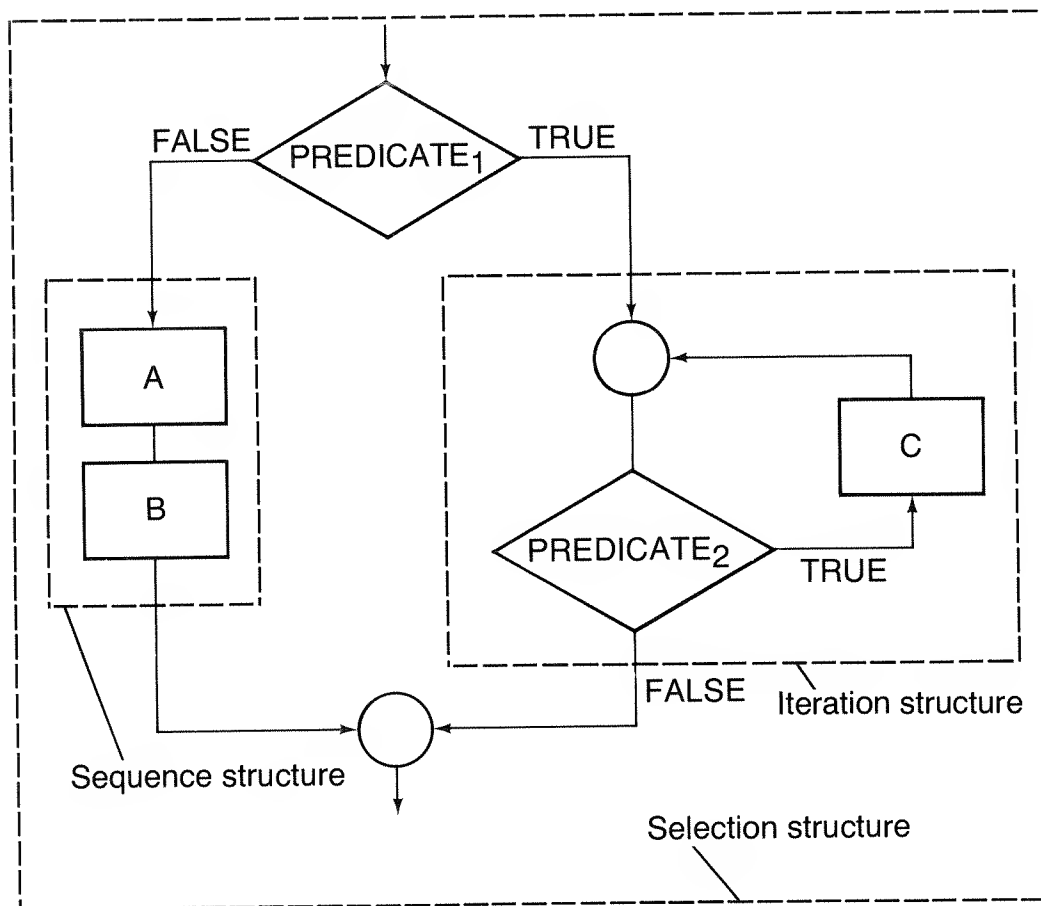 FALSE
PREDICATE1
TRUE
A
B
C
PREDICATE2
TRUE
FALSE
Iteration structure
Sequence structure
Selection structure